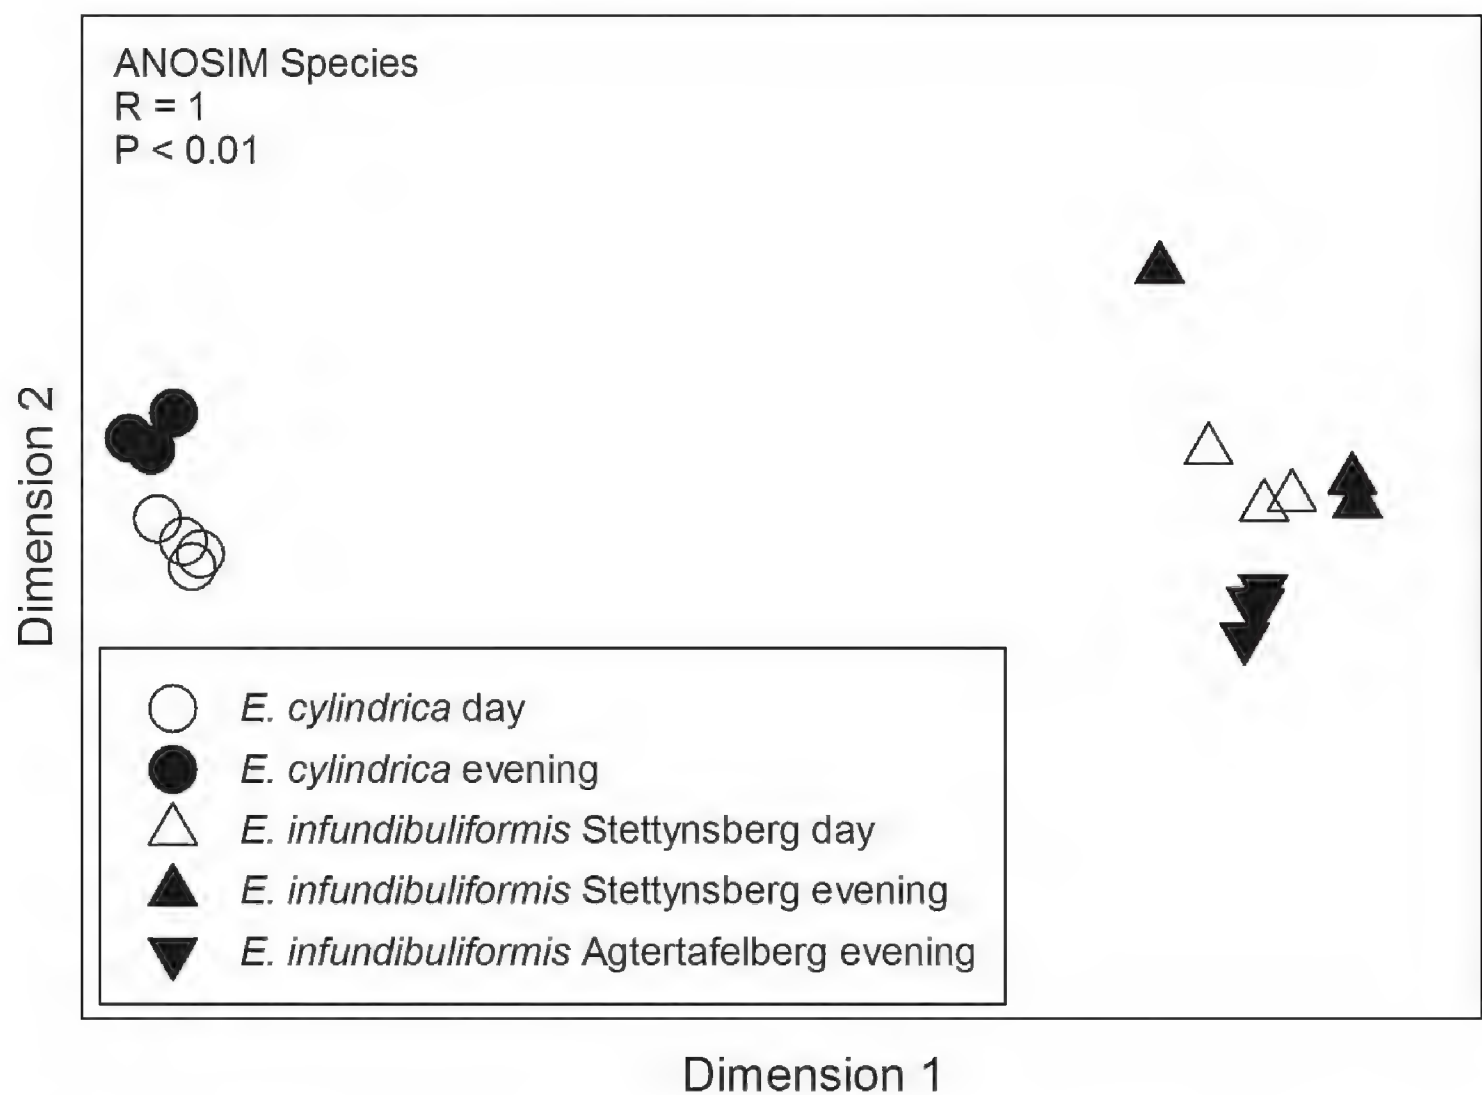 ANOSIM Species
R = 1
P < 0.01
Dimension 2
E. cylindrica day
E. cylindrica evening
E. infundibuliformis Stettynsberg day
E. infundibuliformis Stettynsberg evening
E. infundibuliformis Agtertafelberg evening
Dimension 1